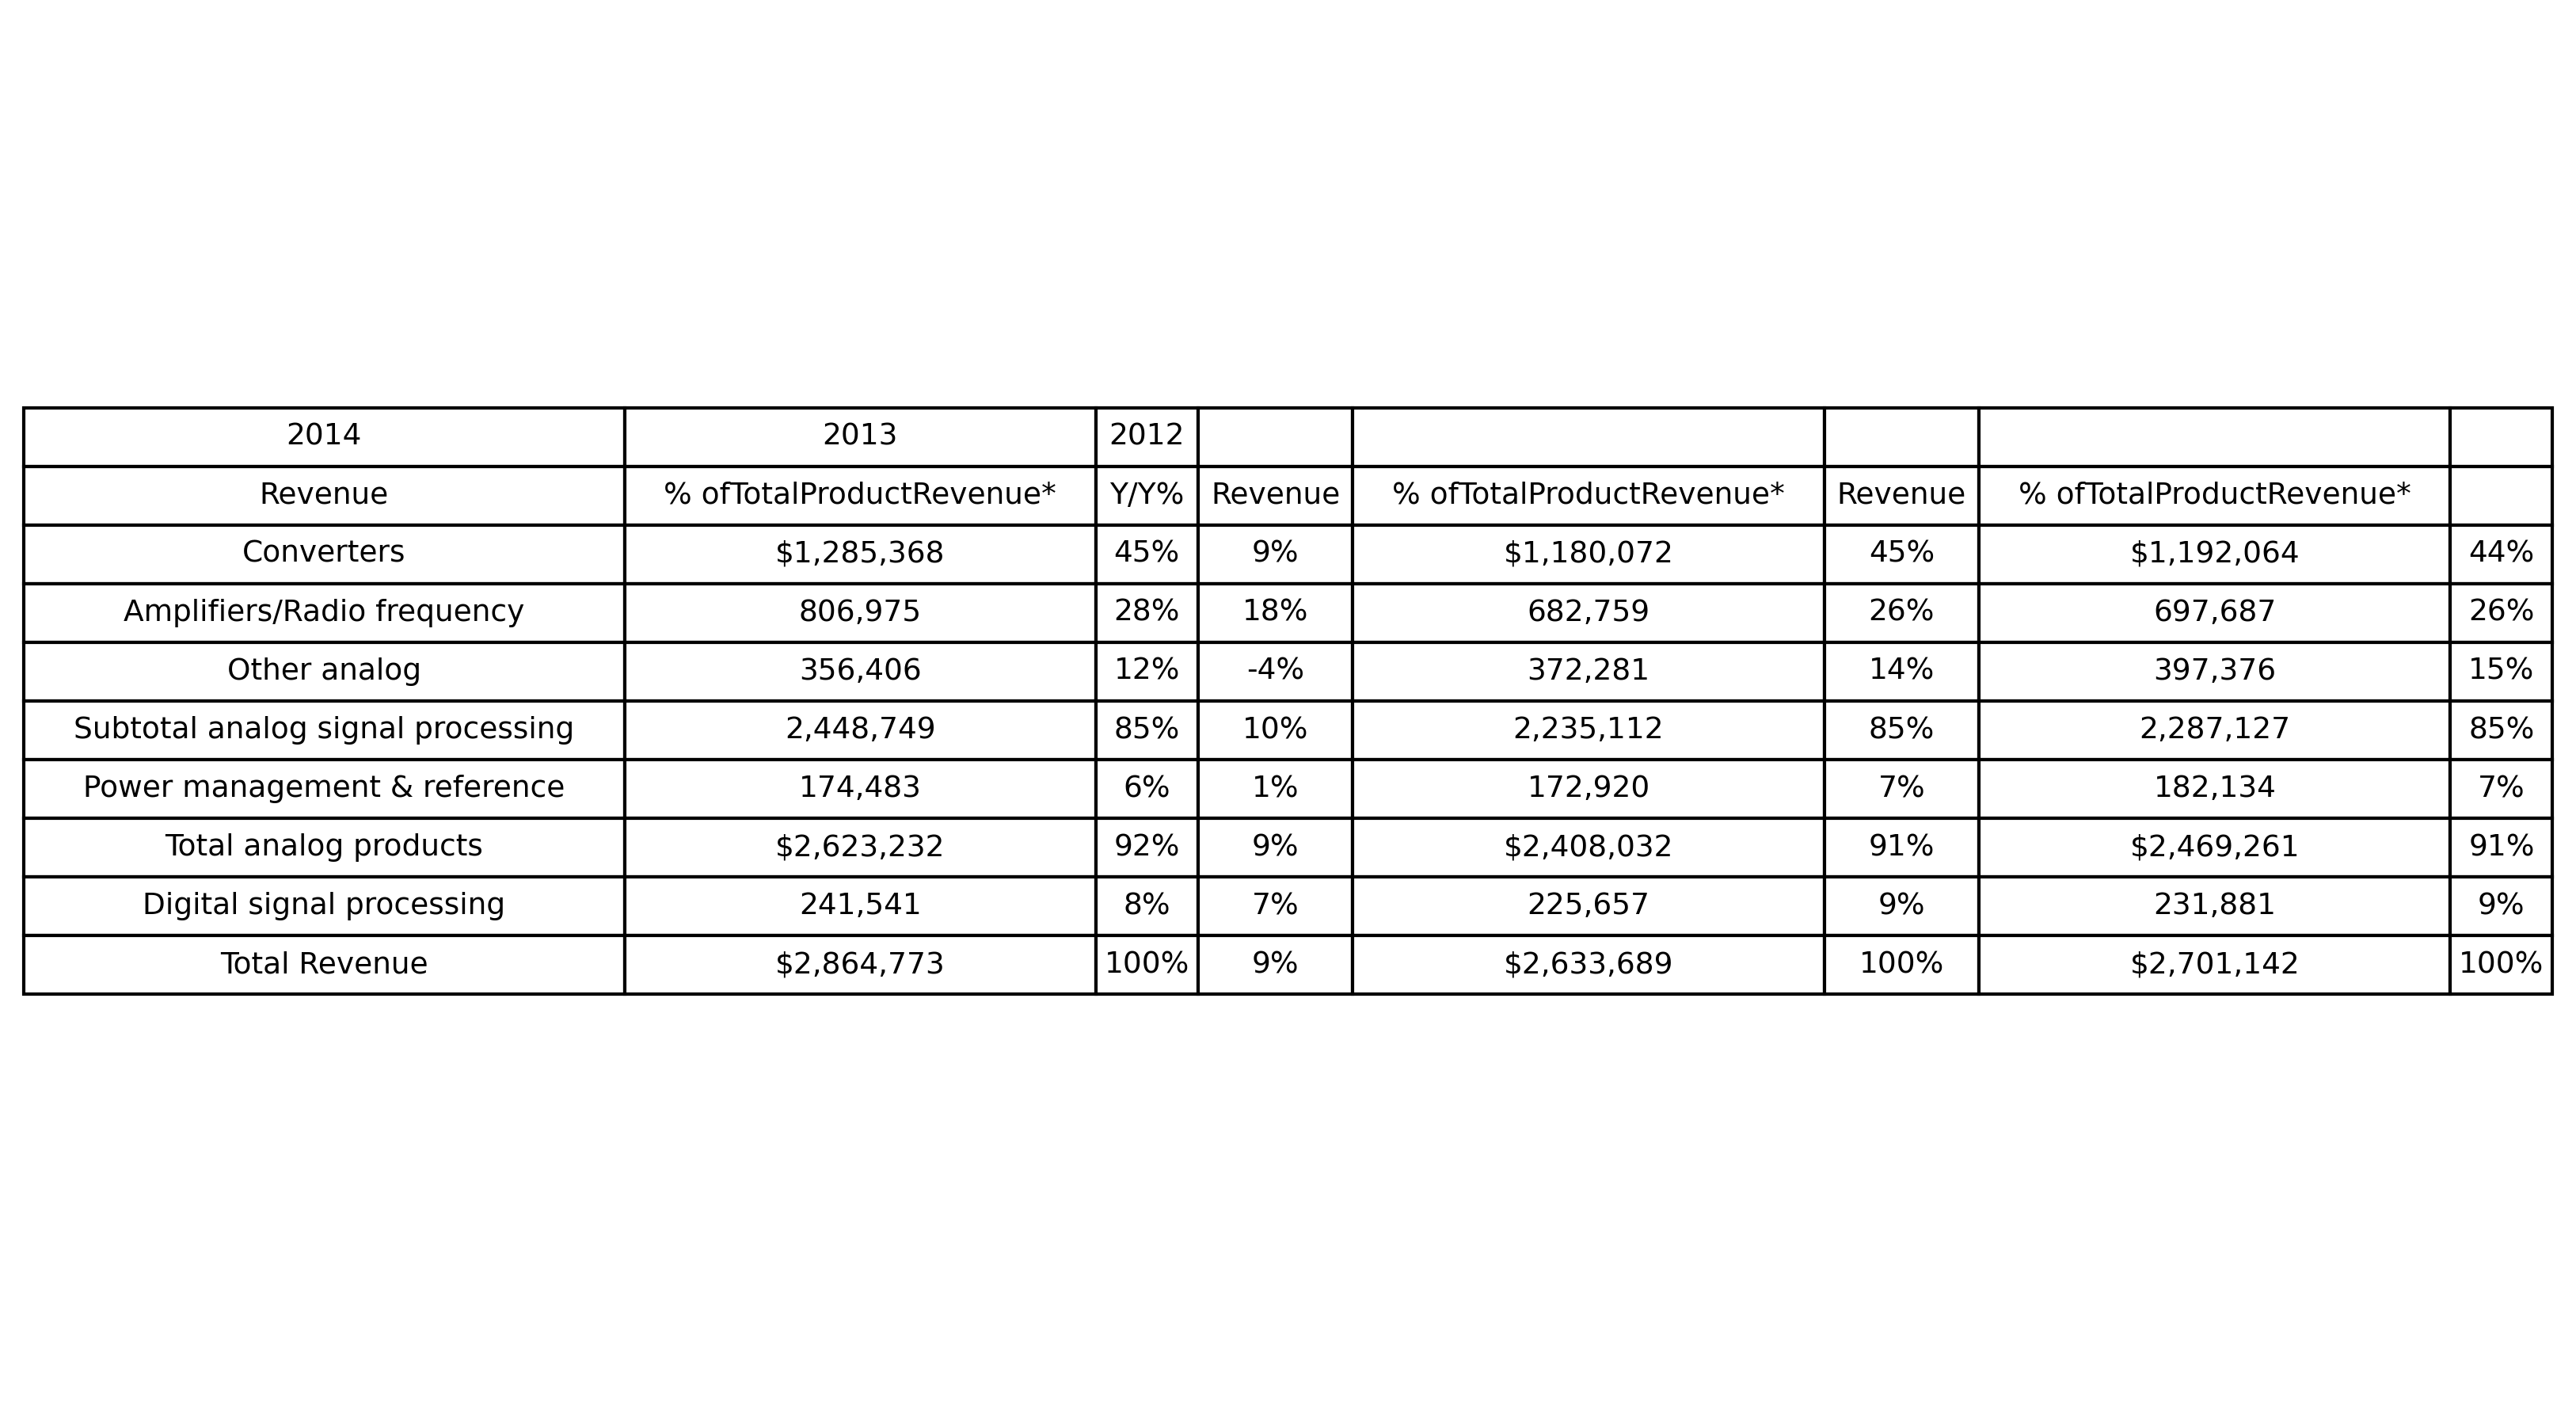 2014 2013 2012
Revenue % ofTotalProductRevenue* Y/Y% Revenue % ofTotalProductRevenue* Revenue % ofTotalProductRevenue*
Converters $1,285,368 45% 9% $1,180,072 45% $1,192,064 44%
Amplifiers/Radio frequency 806,975 28% 18% 682,759 26% 697,687 26%
Other analog 356,406 12% -4% 372,281 14% 397,376 15%
Subtotal analog signal processing 2,448,749 85% 10% 2,235,112 85% 2,287,127 85%
Power management & reference 174,483 6% 1% 172,920 7% 182,134 7%
Total analog products $2,623,232 92% 9% $2,408,032 91% $2,469,261 91%
Digital signal processing 241,541 8% 7% 225,657 9% 231,881 9%
Total Revenue $2,864,773 100% 9% $2,633,689 100% $2,701,142 100%